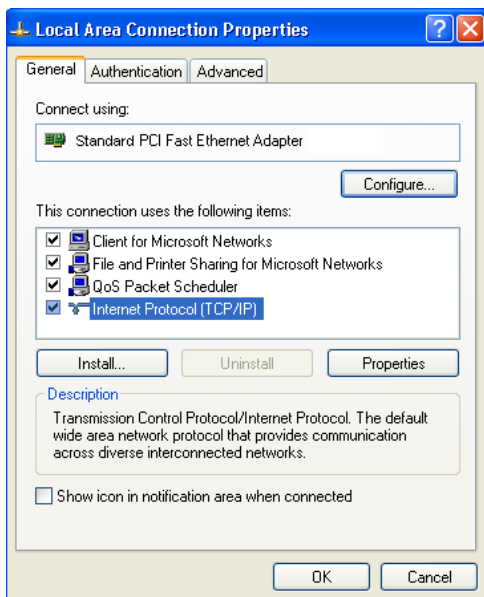 Local Area Connection Properties
General Authentication Advanced
Connect using:
Standard PCI Fast Ethernet Adapter
Configure...
This connection uses the following items:
Client for Microsoft Networks
File and Printer Sharing for Microsoft Networks
QoS Packet Scheduler
Internet Protocol (TCP/IP)
Install... Uninstall Properties
Description
Transmission Control Protocol/Internet Protocol. The default
wide area network protocol that provides communication
across diverse interconnected networks.
Show icon in notification area when connected
OK Cancel